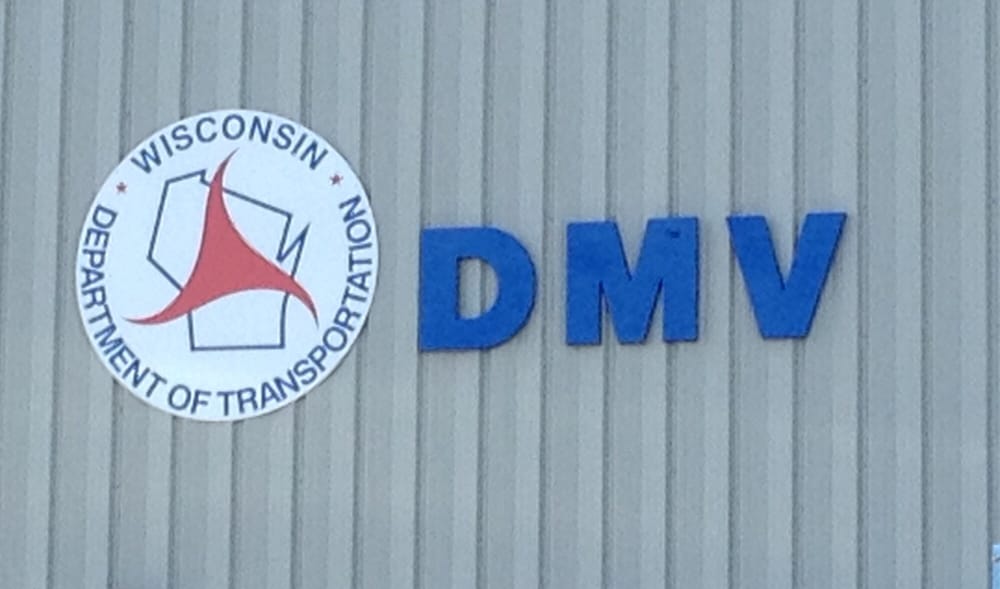 WISCONSIN
DEPARTMENT OF TRANSPORTATION
DMV